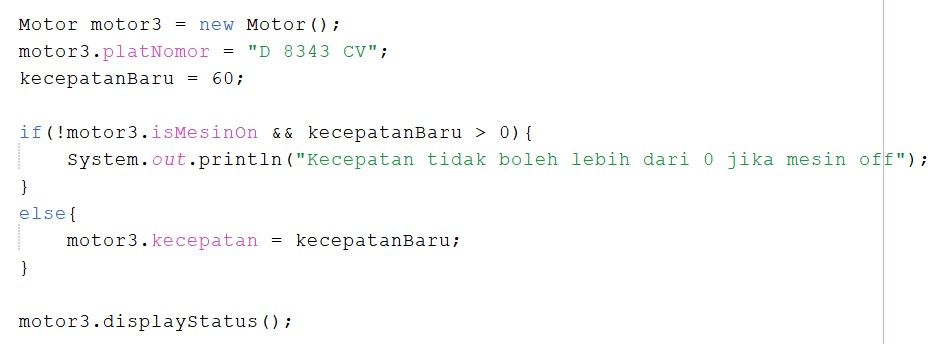 Motor motor3 = new Motor();
motor3.platNomor = "D 8343 CV";
kecepatanBaru = 60;
if(!motor3.isMesinOn && kecepatanBaru > 0){
System.out.println("Kecepatan tidak boleh lebih dari 0 jika mesin off");
}
else{
motor3.kecepatan = kecepatanBaru;
}
motor3.displayStatus();